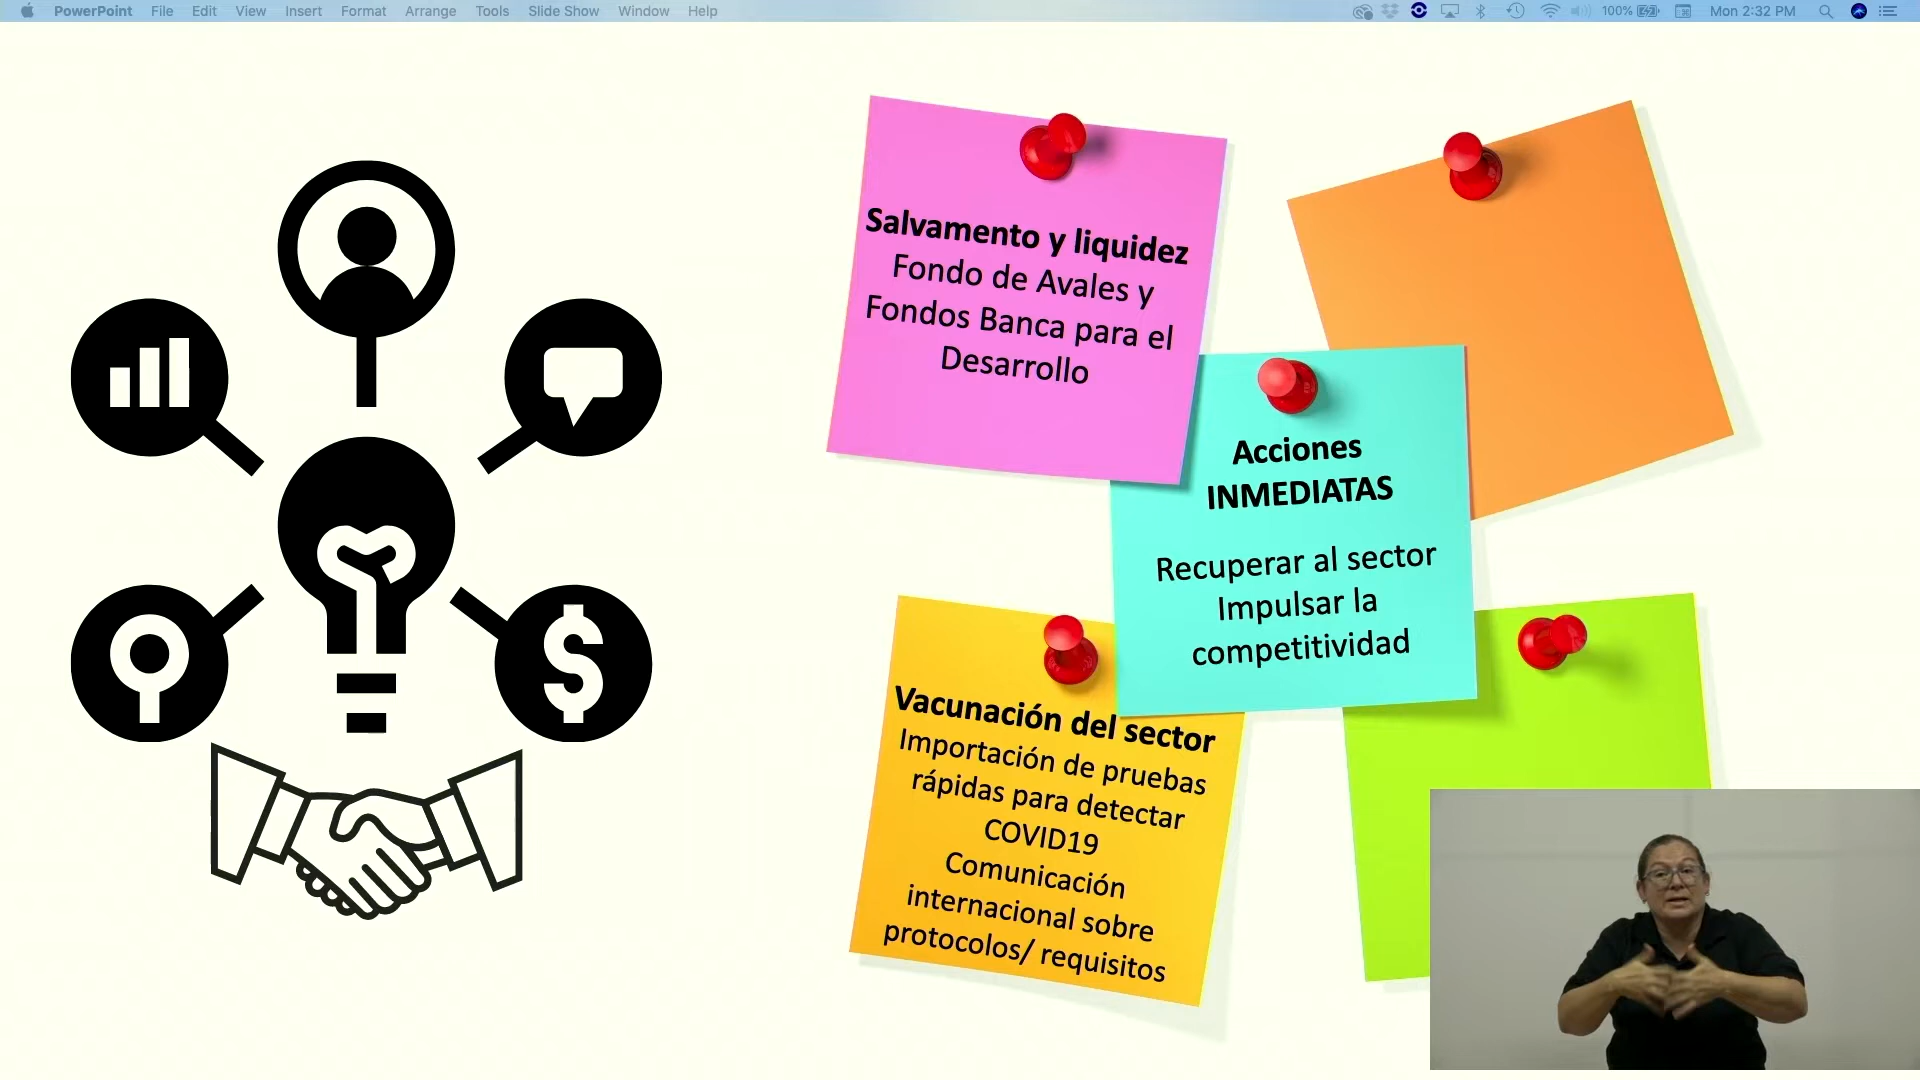 PowerPoint File Edit View Insert Format Arrange Tools Slide Show Window Help 100% Mon 2:32 PM
Salvamento y liquidez
Fondo de Avales y
Fondos Banca para el
Desarrollo
Acciones
INMEDIATAS
Recuperar al sector
Impulsar la
competitividad
Vacunación del sector
Importación de pruebas
rápidas para detectar
COVID19
Comunicación
internacional sobre
protocolos/ requisitos